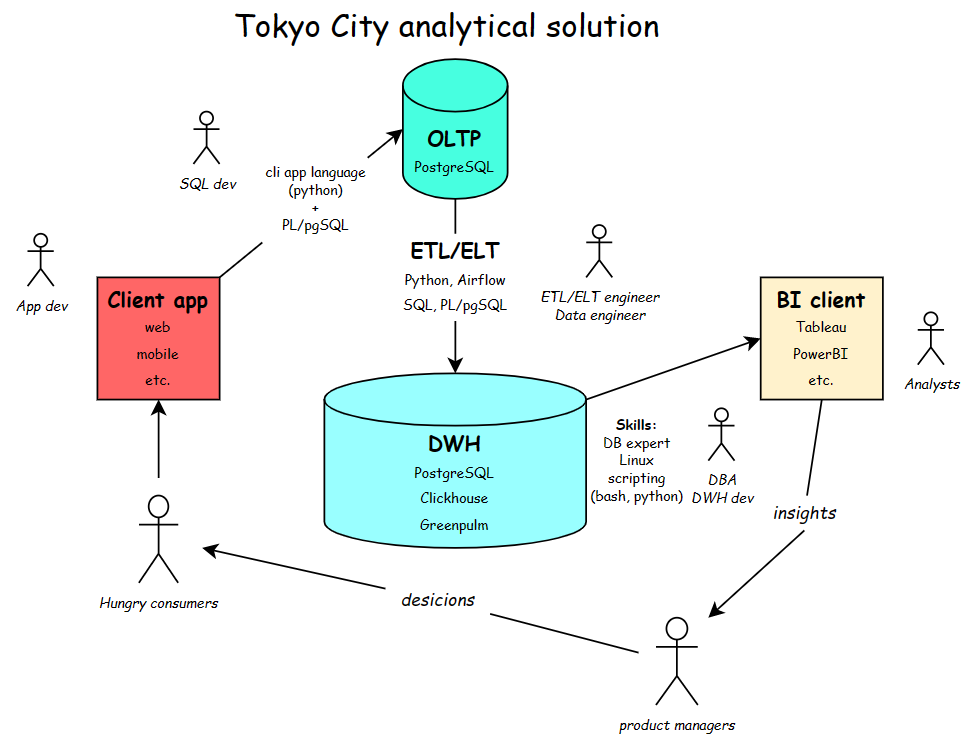 Tokyo City analytical solution
OLTP
PostgreSQL
SQL dev
cli app language
(python)
+
PL/pgSQL
App dev
Client app
web
mobile
etc.
ETL/ELT
Python, Airflow
SQL, PL/pgSQL
ETL/ELT engineer
Data engineer
BI client
Tableau
PowerBI
etc.
Analysts
DWH
PostgreSQL
Clickhouse
Greenpulm
Skills:
DB expert
Linux
scripting
(bash, python)
DBA
DWH dev
insights
Hungry consumers
desicions
product managers